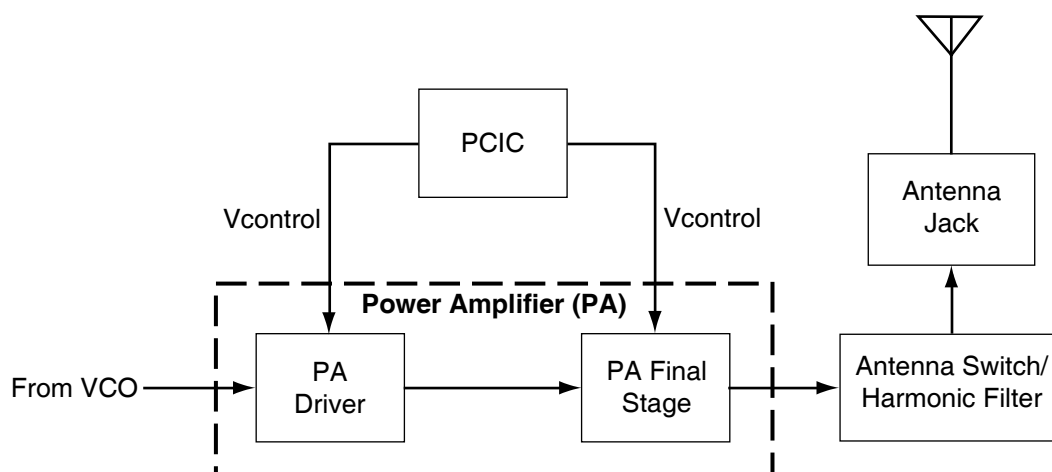 PCIC
Antenna
Jack
Vcontrol
Vcontrol
Power Amplifier (PA)
From VCO
PA
Driver
PA Final
Stage
Antenna Switch/
Harmonic Filter